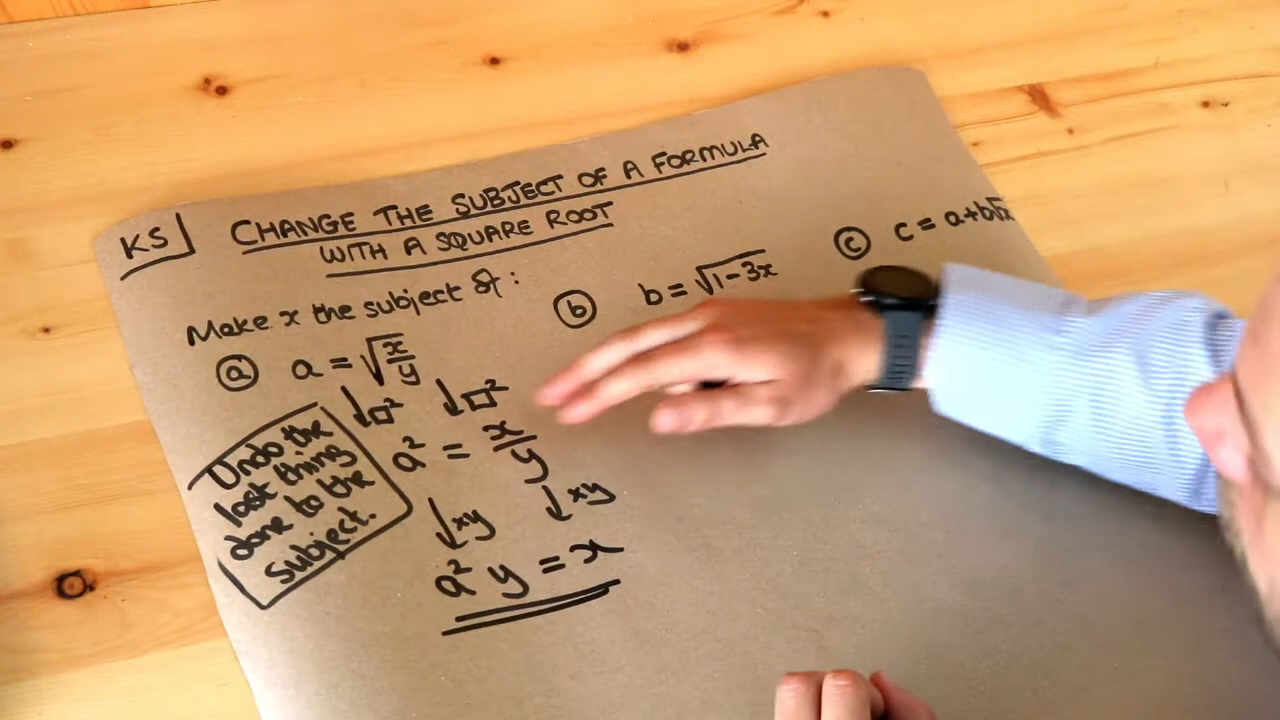 KS
CHANGE THE SUBJECT OF A FORMULA
WITH A SQUARE ROOT
Make x the subject of:
ⓐ a = √(x/y)
↓□² ↓□²
a² = x/y
↓×y ↓×y
a² y = x
Undo the
last thing
done to the
subject.
ⓑ b = √(1-3x)
ⓒ c = a+b√x